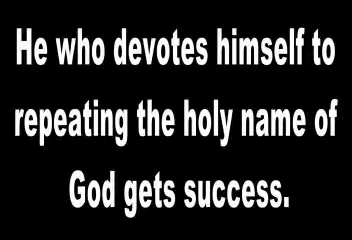 He who devotes himself to
repeating the holy name of
God gets success.